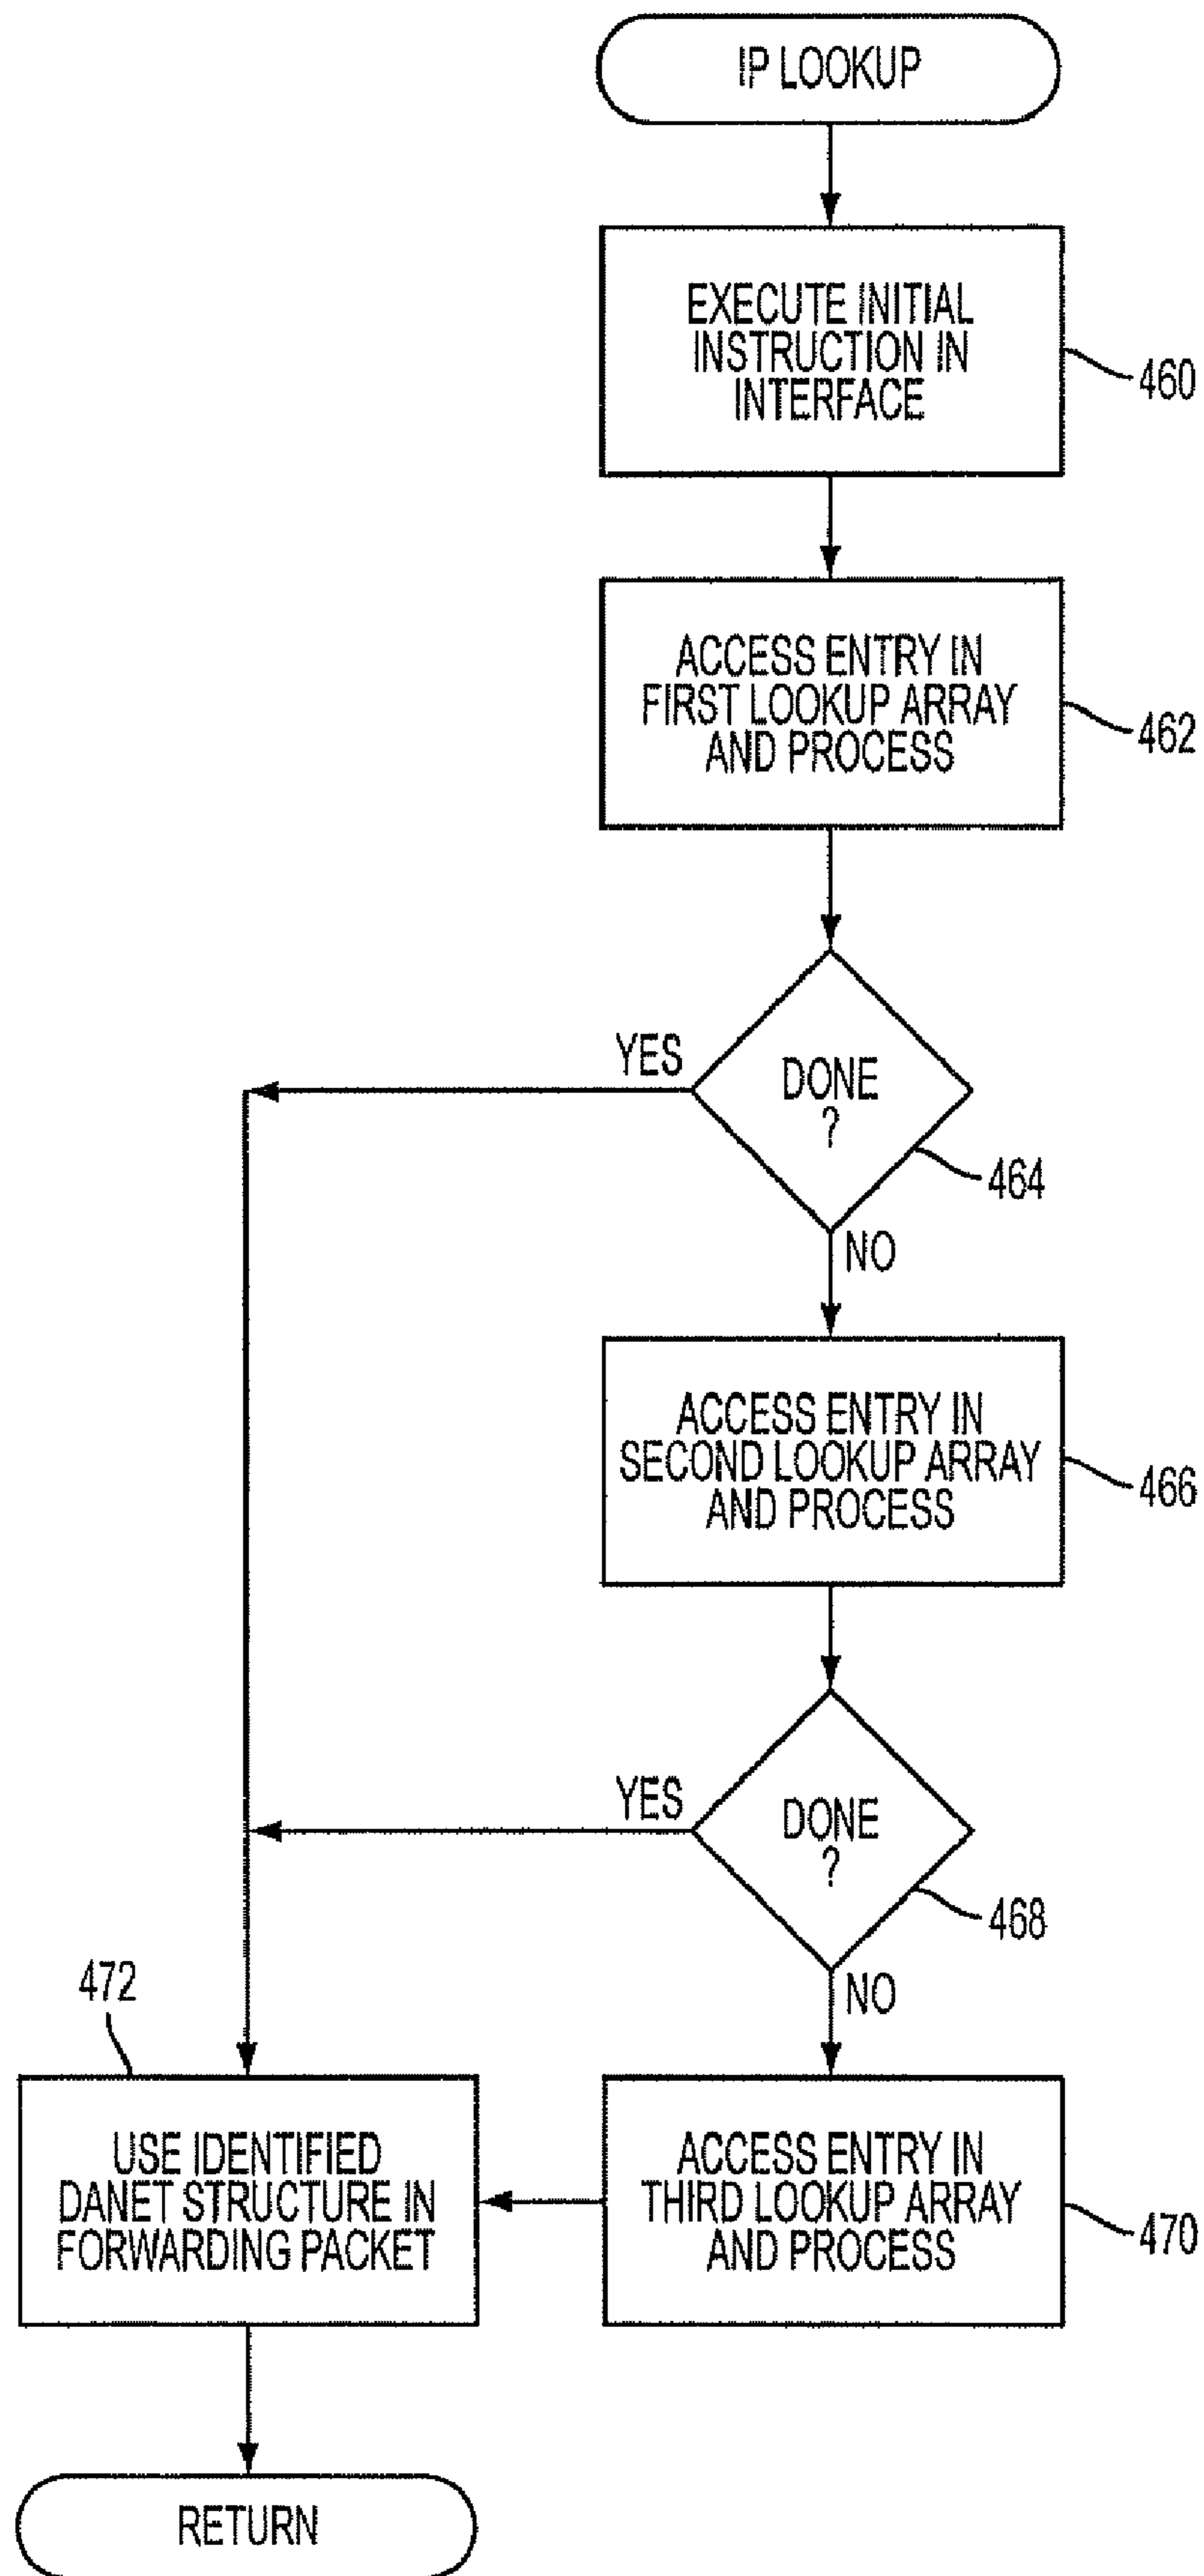 IP LOOKUP
EXECUTE INITIAL
INSTRUCTION IN
INTERFACE
460
ACCESS ENTRY IN
FIRST LOOKUP ARRAY
AND PROCESS
462
YES
DONE
?
464
NO
ACCESS ENTRY IN
SECOND LOOKUP ARRAY
AND PROCESS
466
YES
DONE
?
468
NO
472
USE IDENTIFIED
DANET STRUCTURE IN
FORWARDING PACKET
ACCESS ENTRY IN
THIRD LOOKUP ARRAY
AND PROCESS
470
RETURN